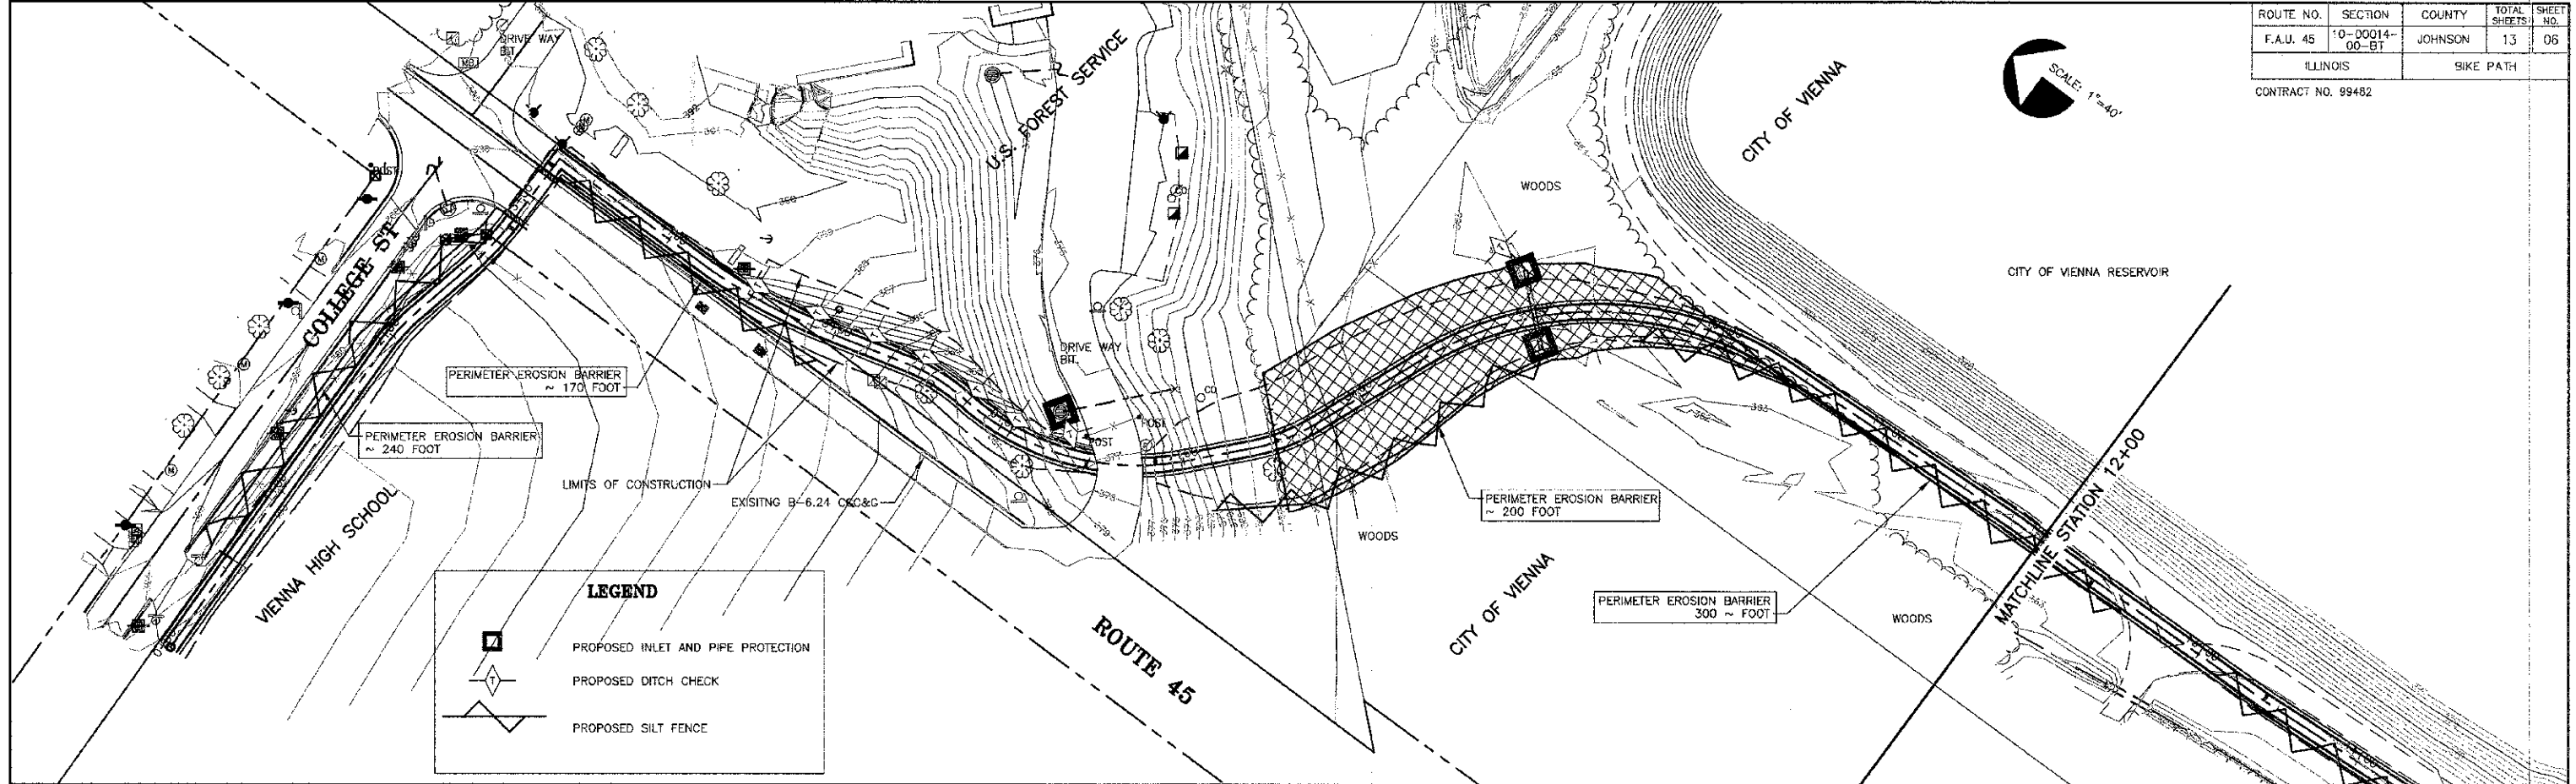 ROUTE NO. SECTION COUNTY TOTAL SHEETS SHEET NO.
F.A.U. 45 10-00014-00-BT JOHNSON 13 06
ILLINOIS BIKE PATH
CONTRACT NO. 99482
SCALE: 1"=40'
DRIVE WAY
BIT.
U.S. FOREST SERVICE
CITY OF VIENNA
WOODS
CITY OF VIENNA RESERVOIR
COLLEGE ST
DRIVE WAY
BIT.
POST
POST
CO
PERIMETER EROSION BARRIER
~ 170 FOOT
PERIMETER EROSION BARRIER
~ 240 FOOT
LIMITS OF CONSTRUCTION
EXISITNG B-6.24 CC&G
VIENNA HIGH SCHOOL
PERIMETER EROSION BARRIER
~ 200 FOOT
WOODS
CITY OF VIENNA
PERIMETER EROSION BARRIER
300 ~ FOOT
WOODS
MATCHLINE STATION 12+00
ROUTE 45
LEGEND
PROPOSED INLET AND PIPE PROTECTION
T PROPOSED DITCH CHECK
PROPOSED SILT FENCE